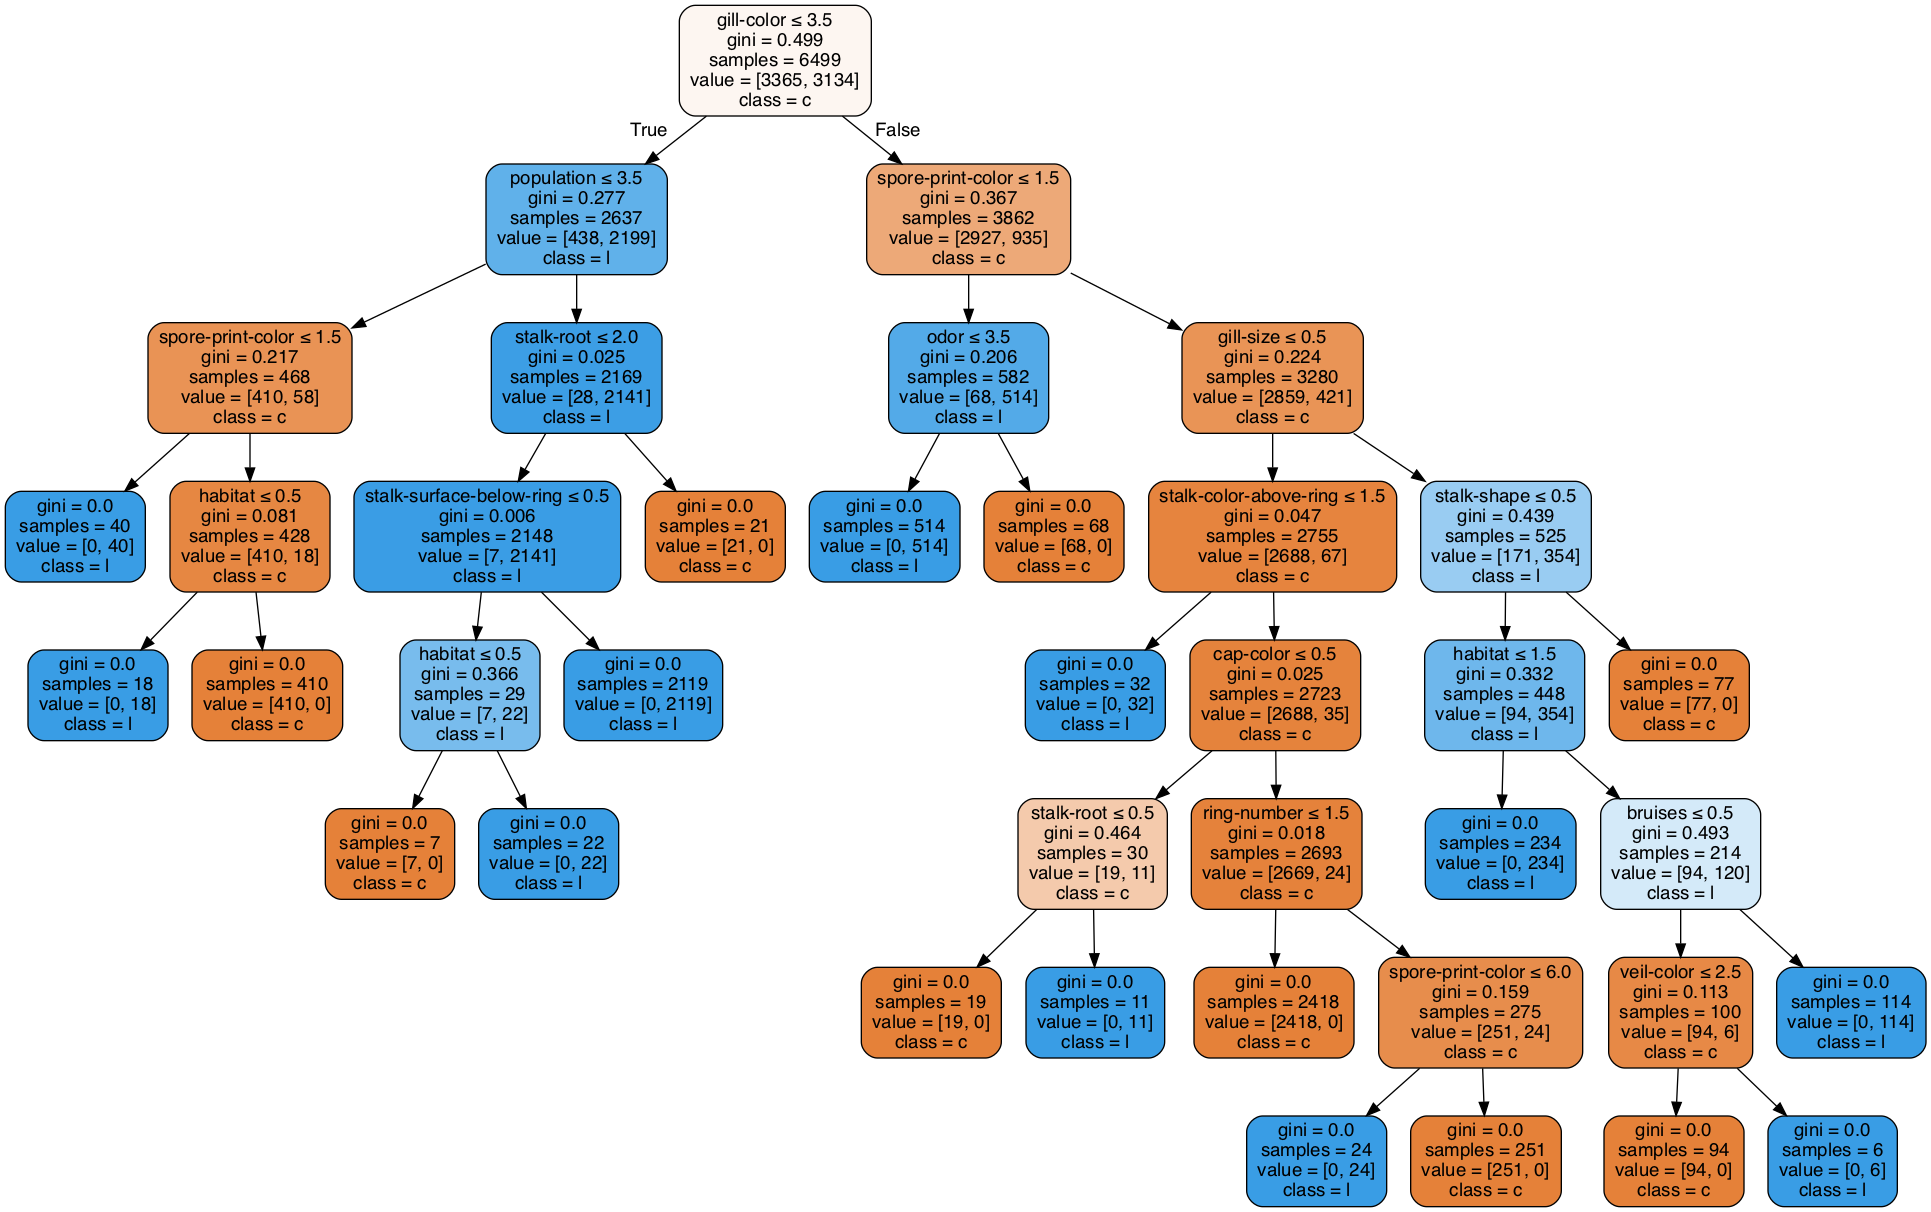 gill-color ≤ 3.5
gini = 0.499
samples = 6499
value = [3365, 3134]
class = c
True
False
population ≤ 3.5
gini = 0.277
samples = 2637
value = [438, 2199]
class = l
spore-print-color ≤ 1.5
gini = 0.367
samples = 3862
value = [2927, 935]
class = c
spore-print-color ≤ 1.5
gini = 0.217
samples = 468
value = [410, 58]
class = c
stalk-root ≤ 2.0
gini = 0.025
samples = 2169
value = [28, 2141]
class = l
odor ≤ 3.5
gini = 0.206
samples = 582
value = [68, 514]
class = l
gill-size ≤ 0.5
gini = 0.224
samples = 3280
value = [2859, 421]
class = c
gini = 0.0
samples = 40
value = [0, 40]
class = l
habitat ≤ 0.5
gini = 0.081
samples = 428
value = [410, 18]
class = c
stalk-surface-below-ring ≤ 0.5
gini = 0.006
samples = 2148
value = [7, 2141]
class = l
gini = 0.0
samples = 21
value = [21, 0]
class = c
gini = 0.0
samples = 514
value = [0, 514]
class = l
gini = 0.0
samples = 68
value = [68, 0]
class = c
stalk-color-above-ring ≤ 1.5
gini = 0.047
samples = 2755
value = [2688, 67]
class = c
stalk-shape ≤ 0.5
gini = 0.439
samples = 525
value = [171, 354]
class = l
gini = 0.0
samples = 18
value = [0, 18]
class = l
gini = 0.0
samples = 410
value = [410, 0]
class = c
habitat ≤ 0.5
gini = 0.366
samples = 29
value = [7, 22]
class = l
gini = 0.0
samples = 2119
value = [0, 2119]
class = l
gini = 0.0
samples = 32
value = [0, 32]
class = l
cap-color ≤ 0.5
gini = 0.025
samples = 2723
value = [2688, 35]
class = c
habitat ≤ 1.5
gini = 0.332
samples = 448
value = [94, 354]
class = l
gini = 0.0
samples = 77
value = [77, 0]
class = c
gini = 0.0
samples = 7
value = [7, 0]
class = c
gini = 0.0
samples = 22
value = [0, 22]
class = l
stalk-root ≤ 0.5
gini = 0.464
samples = 30
value = [19, 11]
class = c
ring-number ≤ 1.5
gini = 0.018
samples = 2693
value = [2669, 24]
class = c
gini = 0.0
samples = 234
value = [0, 234]
class = l
bruises ≤ 0.5
gini = 0.493
samples = 214
value = [94, 120]
class = l
gini = 0.0
samples = 19
value = [19, 0]
class = c
gini = 0.0
samples = 11
value = [0, 11]
class = l
gini = 0.0
samples = 2418
value = [2418, 0]
class = c
spore-print-color ≤ 6.0
gini = 0.159
samples = 275
value = [251, 24]
class = c
veil-color ≤ 2.5
gini = 0.113
samples = 100
value = [94, 6]
class = c
gini = 0.0
samples = 114
value = [0, 114]
class = l
gini = 0.0
samples = 24
value = [0, 24]
class = l
gini = 0.0
samples = 251
value = [251, 0]
class = c
gini = 0.0
samples = 94
value = [94, 0]
class = c
gini = 0.0
samples = 6
value = [0, 6]
class = l